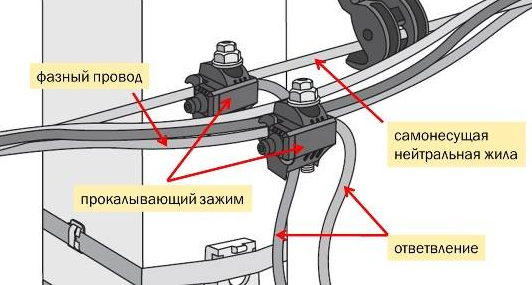 фазный провод
самонесущая
нейтральная жила
прокалывающий зажим
ответвление